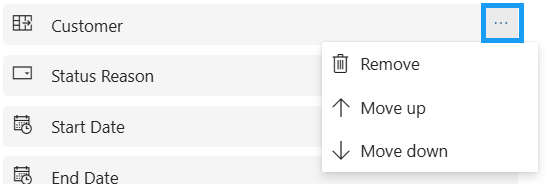 Customer
...
Remove
Status Reason
Move up
Start Date
Move down
End Date